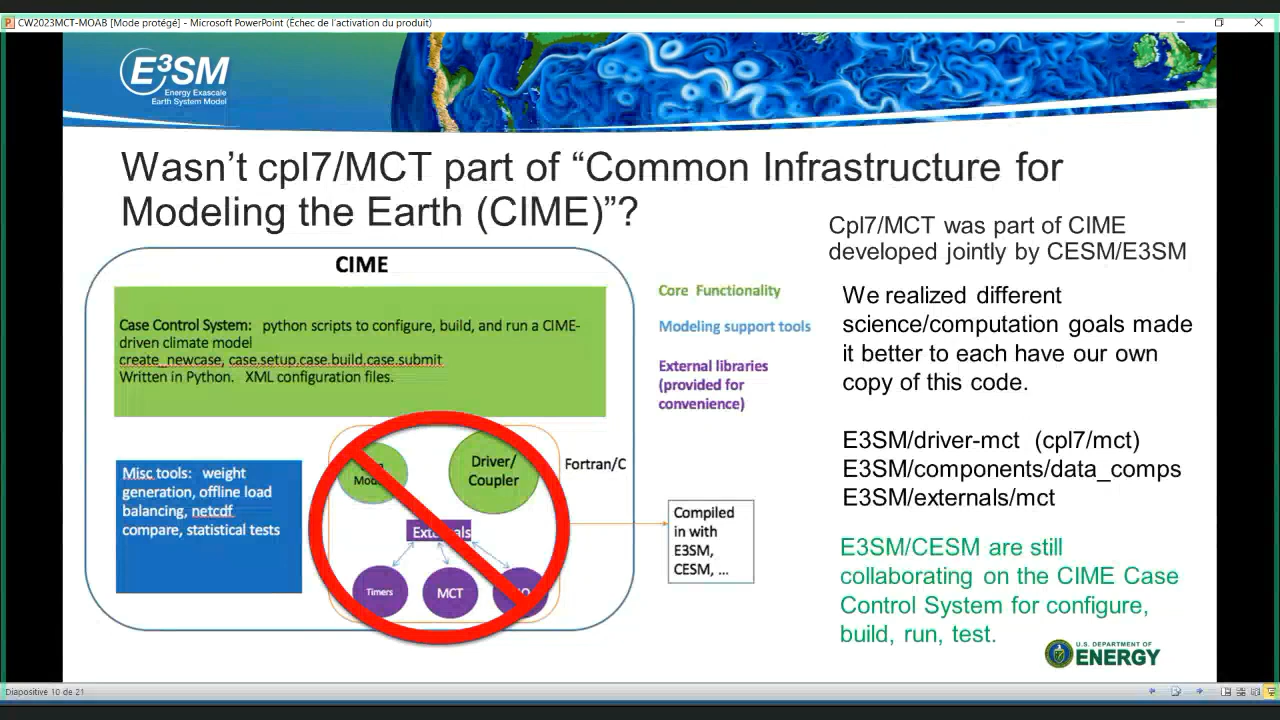 CW2023MCT-MOAB [Mode protégé] - Microsoft PowerPoint (Échec de l'activation du produit)
E³SM
Energy Exascale
Earth System Model
Wasn't cpl7/MCT part of “Common Infrastructure for
Modeling the Earth (CIME)”?
Cpl7/MCT was part of CIME
developed jointly by CESM/E3SM
CIME
Case Control System: python scripts to configure, build, and run a CIME-
driven climate model
create_newcase, case.setup,case.build,case.submit
Written in Python. XML configuration files.
Core Functionality
Modeling support tools
External libraries
(provided for
convenience)
We realized different
science/computation goals made
it better to each have our own
copy of this code.
Misc tools: weight
generation, offline load
balancing, netcdf
compare, statistical tests
Driver/
Coupler
Externals
Timers
MCT
Fortran/C
Compiled
in with
E3SM,
CESM, ...
E3SM/driver-mct (cpl7/mct)
E3SM/components/data_comps
E3SM/externals/mct
E3SM/CESM are still
collaborating on the CIME Case
Control System for configure,
build, run, test.
U.S. DEPARTMENT OF
ENERGY
Diapositive 10 de 21